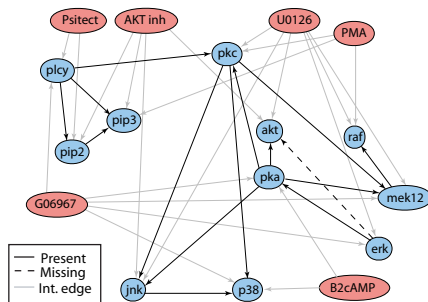 Psitect
AKT inh
U0126
PMA
plcy
pkc
pip3
akt
raf
pip2
pka
mek12
G06967
erk
Present
Missing
Int. edge
jnk
p38
B2cAMP